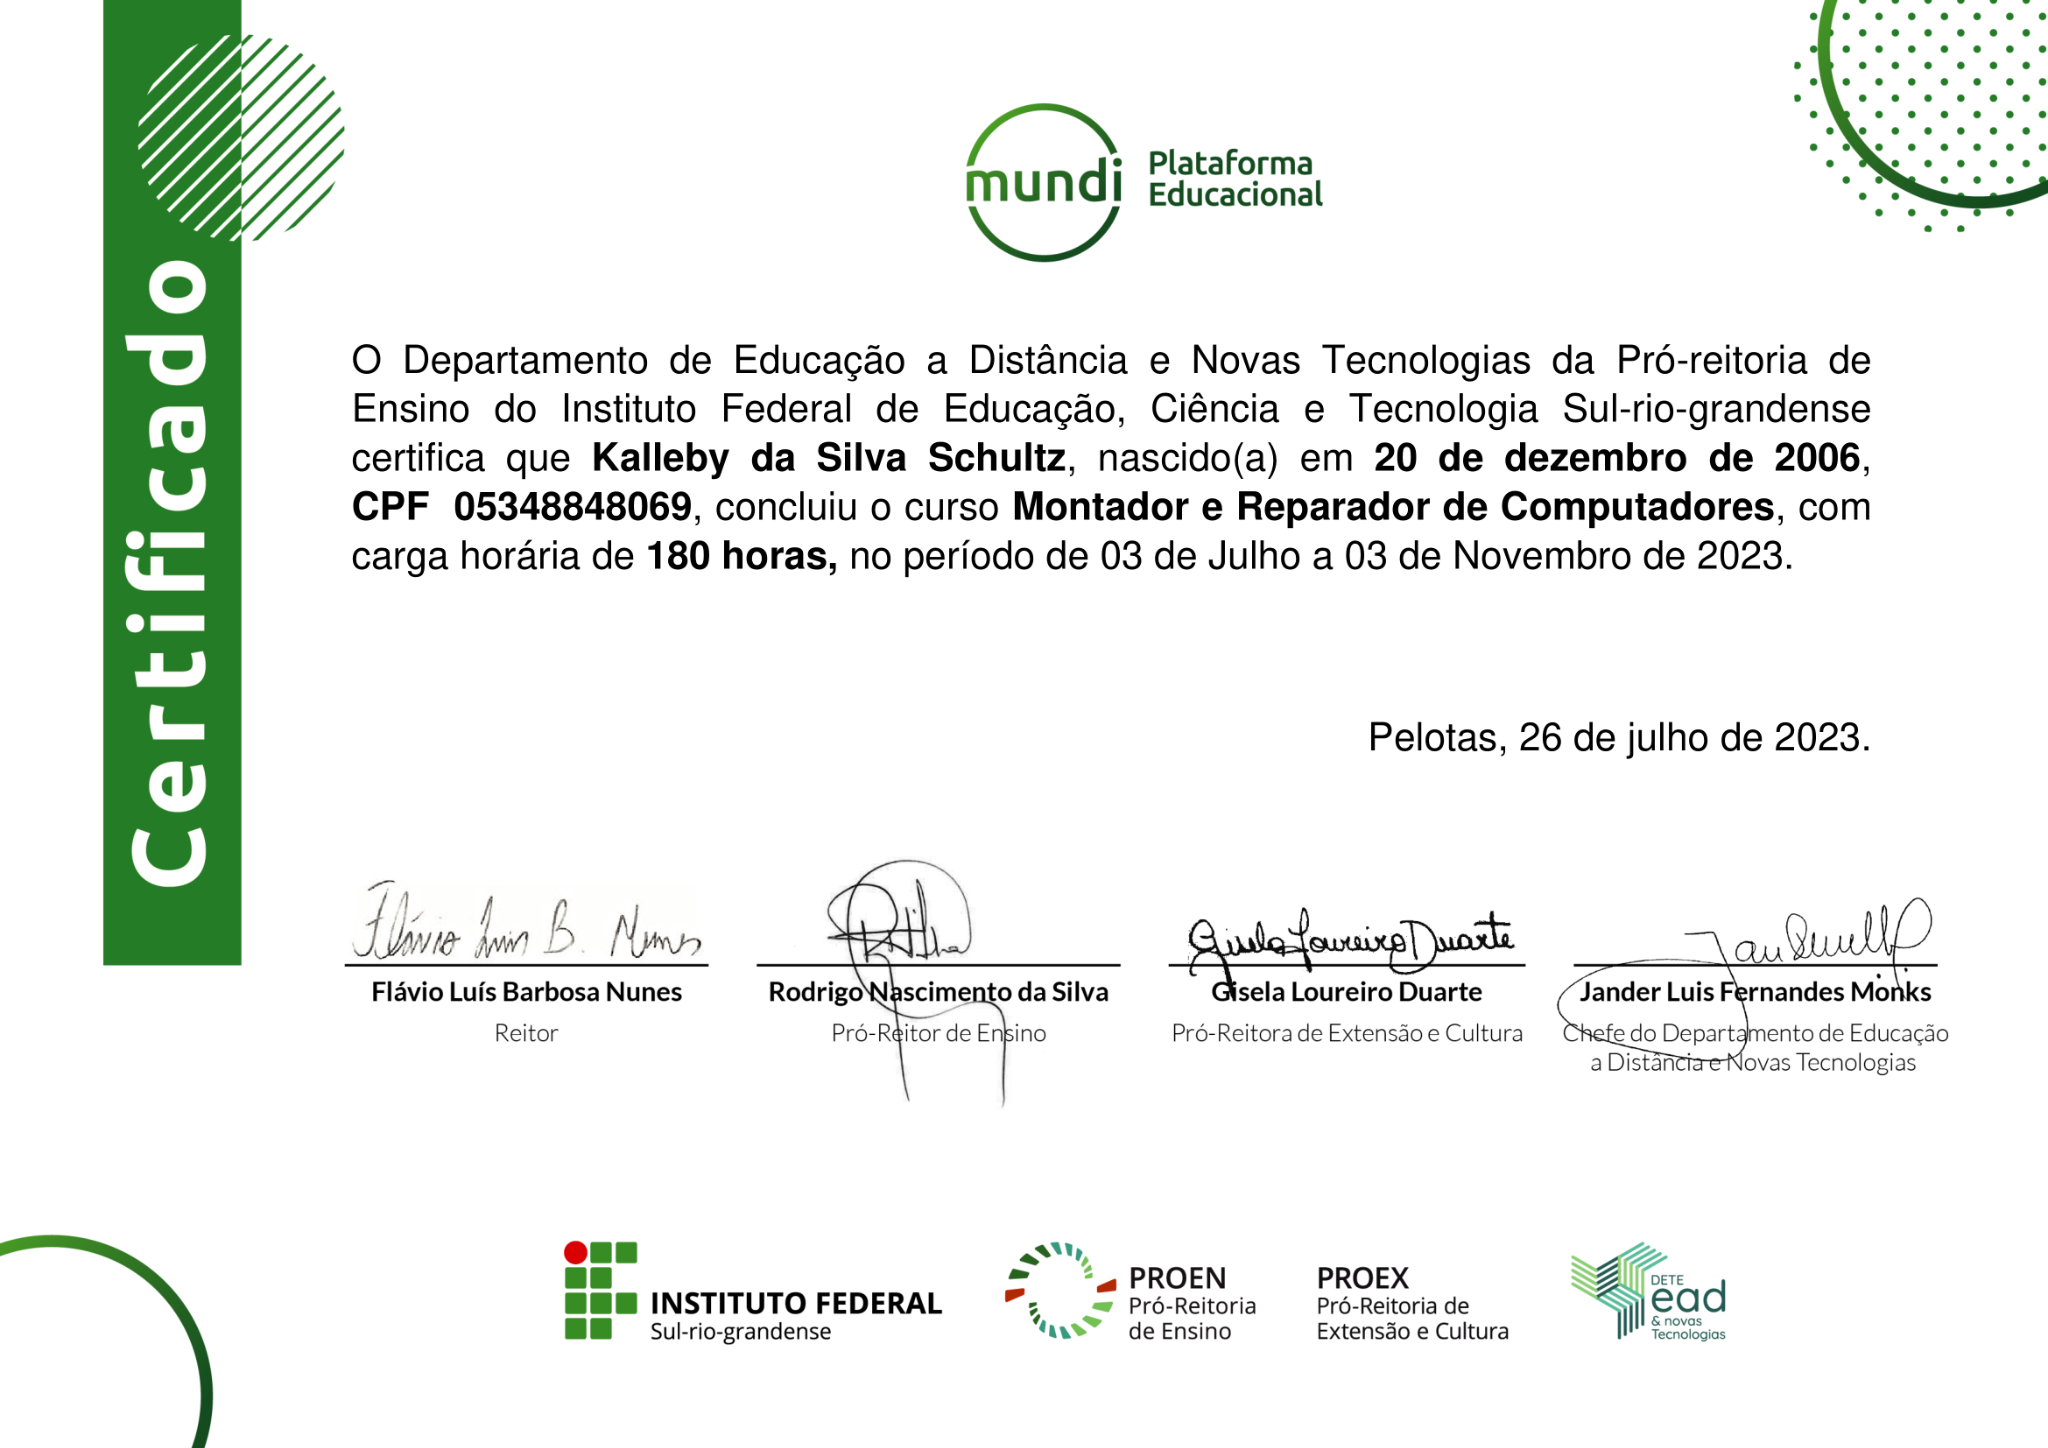 Certificado
mundi
Plataforma
Educacional
O Departamento de Educação a Distância e Novas Tecnologias da Pró-reitoria de
Ensino do Instituto Federal de Educação, Ciência e Tecnologia Sul-rio-grandense
certifica que Kalleby da Silva Schultz, nascido(a) em 20 de dezembro de 2006,
CPF 05348848069, concluiu o curso Montador e Reparador de Computadores, com
carga horária de 180 horas, no período de 03 de Julho a 03 de Novembro de 2023.
Pelotas, 26 de julho de 2023.
Flávio Luis B. Nunes
Gisela Loureiro Duarte
Flávio Luís Barbosa Nunes
Reitor
Rodrigo Nascimento da Silva
Pró-Reitor de Ensino
Gisela Loureiro Duarte
Pró-Reitora de Extensão e Cultura
Jander Luis Fernandes Monks
Chefe do Departamento de Educação
a Distância e Novas Tecnologias
INSTITUTO FEDERAL
Sul-rio-grandense
PROEN
Pró-Reitoria
de Ensino
PROEX
Pró-Reitoria de
Extensão e Cultura
DETE
ead
& novas
Tecnologias